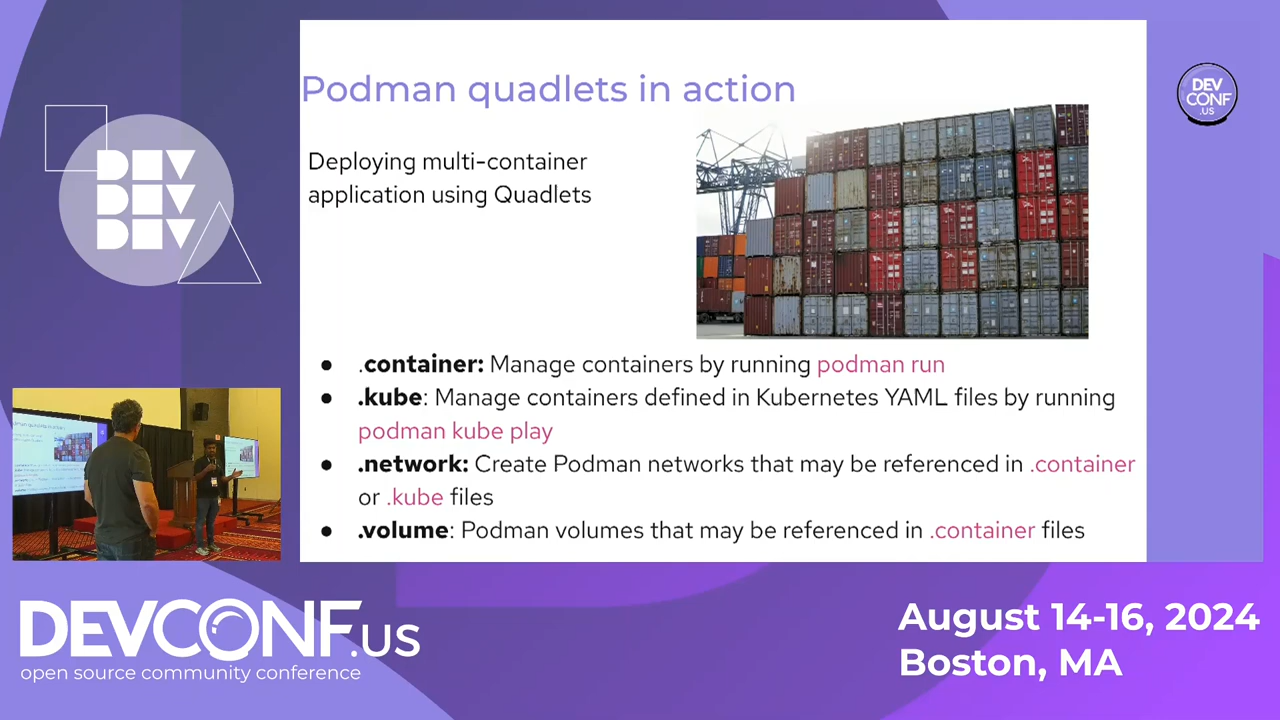 DEV
DEV
DEV
Podman quadlets in action
DEV
CONF
.US
Deploying multi-container
application using Quadlets
.container: Manage containers by running podman run
.kube: Manage containers defined in Kubernetes YAML files by running
podman kube play
.network: Create Podman networks that may be referenced in .container
or .kube files
.volume: Podman volumes that may be referenced in .container files
DEVCONF.US
open source community conference
August 14-16, 2024
Boston, MA